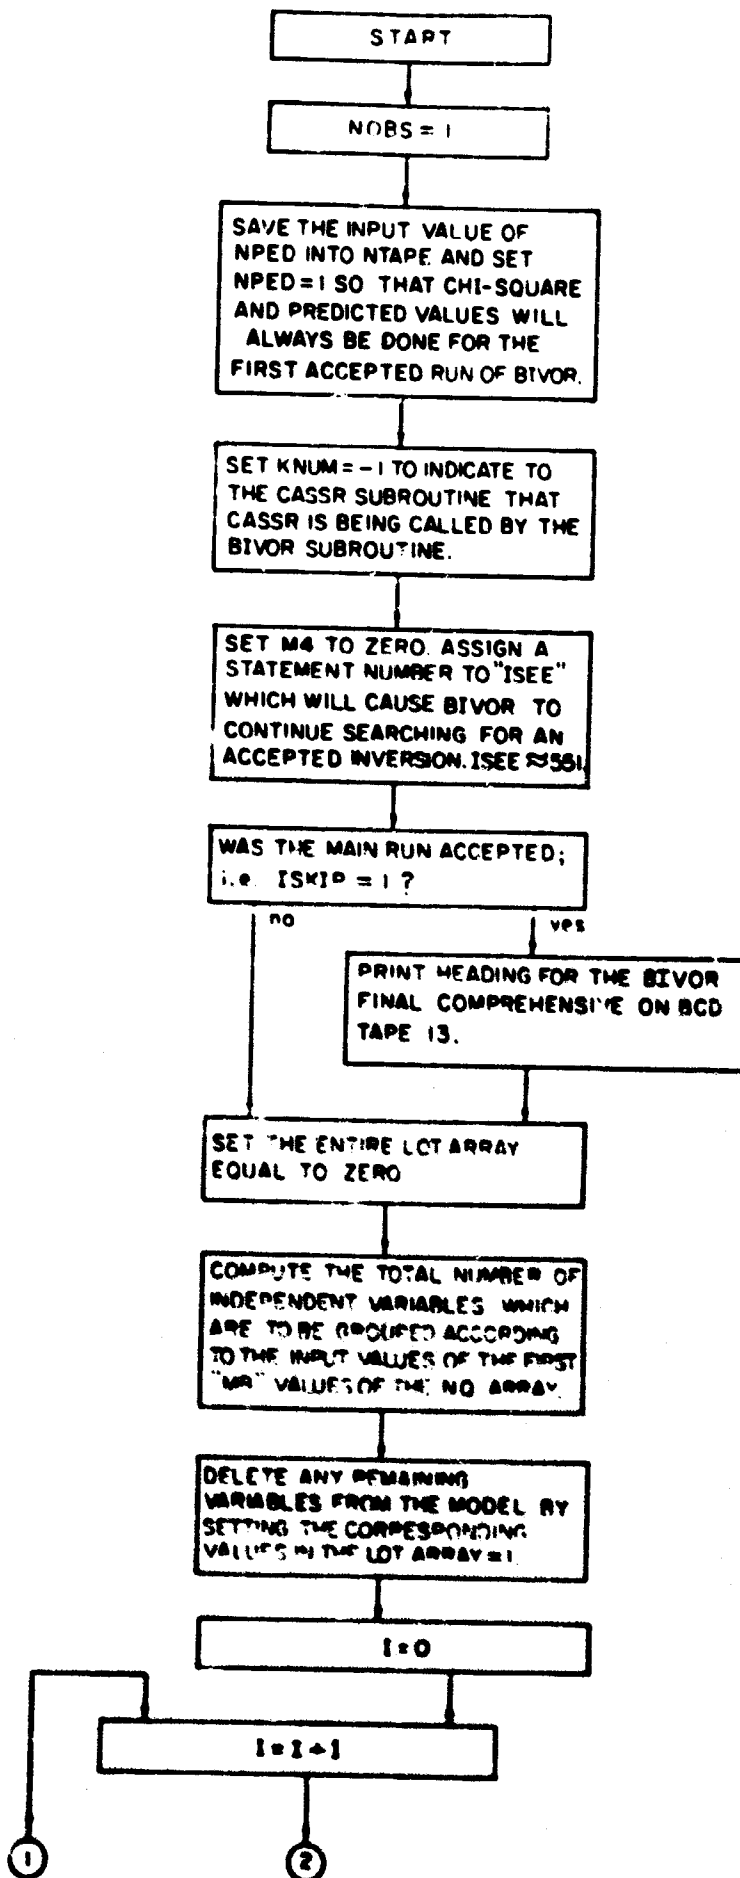 START
NOBS = 1
SAVE THE INPUT VALUE OF
NPED INTO NTAPE AND SET
NPED = 1 SO THAT CHI-SQUARE
AND PREDICTED VALUES WILL
ALWAYS BE DONE FOR THE
FIRST ACCEPTED RUN OF BIVOR.
SET KNUM = -1 TO INDICATE TO
THE CASSR SUBROUTINE THAT
CASSR IS BEING CALLED BY THE
BIVOR SUBROUTINE.
SET M4 TO ZERO. ASSIGN A
STATEMENT NUMBER TO "ISEE"
WHICH WILL CAUSE BIVOR TO
CONTINUE SEARCHING FOR AN
ACCEPTED INVERSION. ISEE ≈ 551.
WAS THE MAIN RUN ACCEPTED;
i.e. ISKIP = 1 ?
no
yes
PRINT HEADING FOR THE BIVOR
FINAL COMPREHENSIVE ON BCD
TAPE 13.
SET THE ENTIRE LOT ARRAY
EQUAL TO ZERO
COMPUTE THE TOTAL NUMBER OF
INDEPENDENT VARIABLES WHICH
ARE TO BE GROUPED ACCORDING
TO THE INPUT VALUES OF THE FIRST
"MR" VALUES OF THE NQ ARRAY.
DELETE ANY REMAINING
VARIABLES FROM THE MODEL BY
SETTING THE CORRESPONDING
VALUES IN THE LOT ARRAY = 1.
I = 0
I = I + 1
1
2